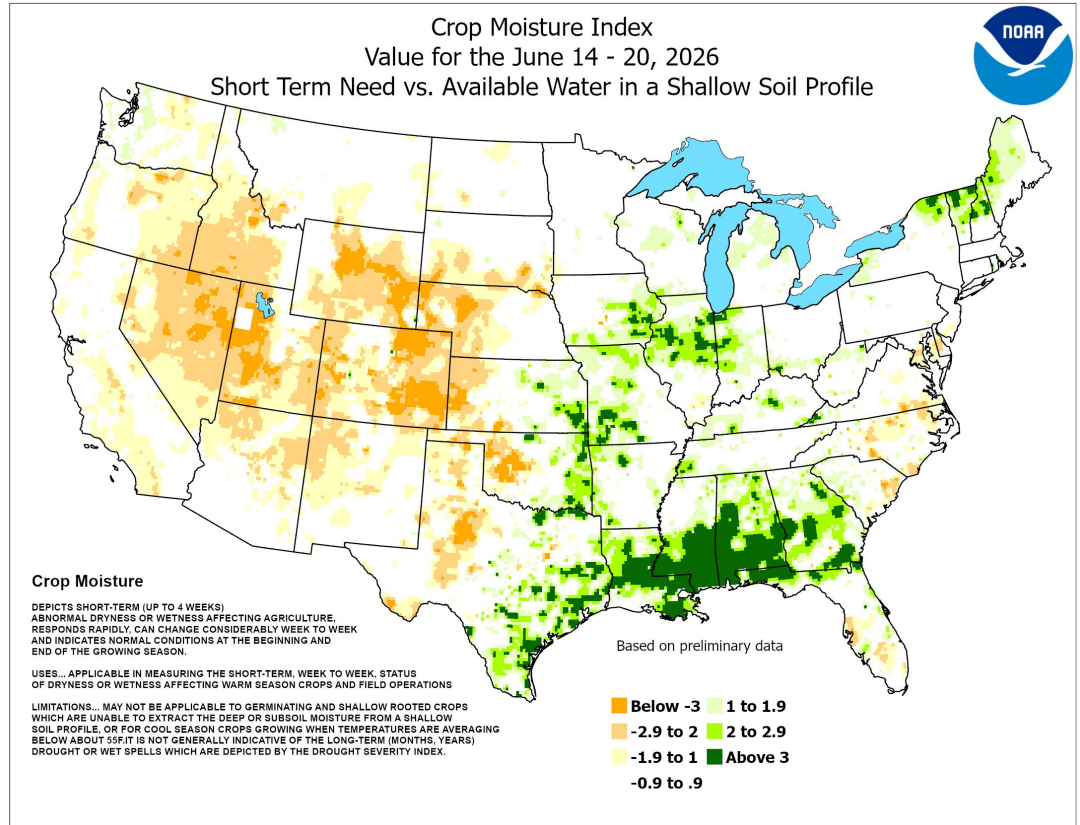 Crop Moisture Index
Value for the June 14 - 20, 2026
Short Term Need vs. Available Water in a Shallow Soil Profile
NOAA
Crop Moisture
DEPICTS SHORT-TERM (UP TO 4 WEEKS)
ABNORMAL DRYNESS OR WETNESS AFFECTING AGRICULTURE,
RESPONDS RAPIDLY, CAN CHANGE CONSIDERABLY WEEK TO WEEK
AND INDICATES NORMAL CONDITIONS AT THE BEGINNING AND
END OF THE GROWING SEASON.
USES... APPLICABLE IN MEASURING THE SHORT-TERM, WEEK TO WEEK, STATUS
OF DRYNESS OR WETNESS AFFECTING WARM SEASON CROPS AND FIELD OPERATIONS
LIMITATIONS... MAY NOT BE APPLICABLE TO GERMINATING AND SHALLOW ROOTED CROPS
WHICH ARE UNABLE TO EXTRACT THE DEEP OR SUBSOIL MOISTURE FROM A SHALLOW
SOIL PROFILE, OR FOR COOL SEASON CROPS GROWING WHEN TEMPERATURES ARE AVERAGING
BELOW ABOUT 55F.IT IS NOT GENERALLY INDICATIVE OF THE LONG-TERM (MONTHS, YEARS)
DROUGHT OR WET SPELLS WHICH ARE DEPICTED BY THE DROUGHT SEVERITY INDEX.
Based on preliminary data
Below -3
-2.9 to 2
-1.9 to 1
-0.9 to .9
1 to 1.9
2 to 2.9
Above 3